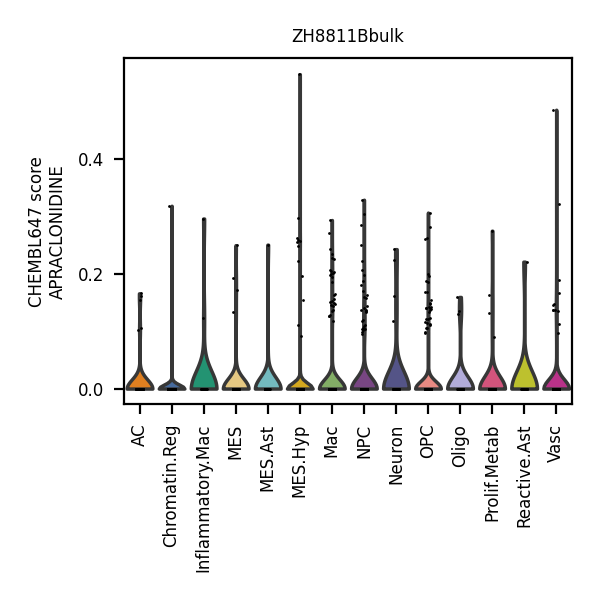 ZH8811Bbulk
CHEMBL647 score
APRACLONIDINE
0.4
0.2
0.0
AC
Chromatin.Reg
Inflammatory.Mac
MES
MES.Ast
MES.Hyp
Mac
NPC
Neuron
OPC
Oligo
Prolif.Metab
Reactive.Ast
Vasc